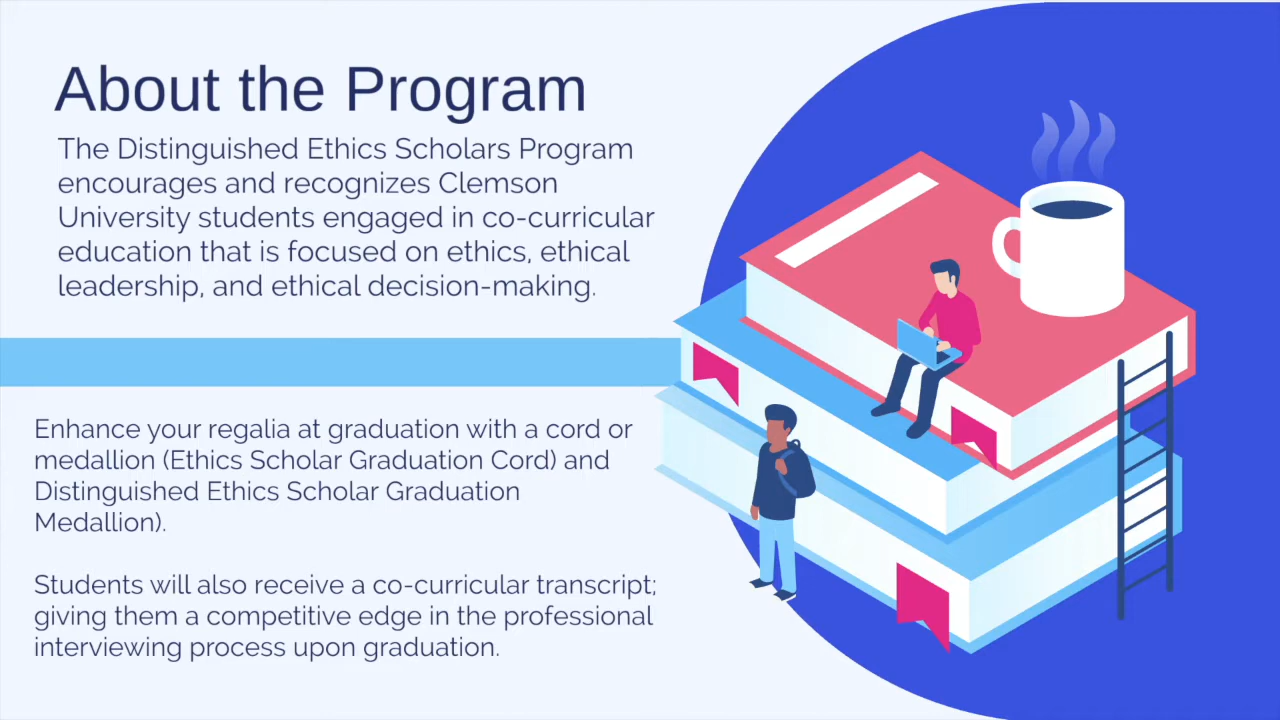 About the Program
The Distinguished Ethics Scholars Program
encourages and recognizes Clemson
University students engaged in co-curricular
education that is focused on ethics, ethical
leadership, and ethical decision-making.
Enhance your regalia at graduation with a cord or
medallion (Ethics Scholar Graduation Cord) and
Distinguished Ethics Scholar Graduation
Medallion).
Students will also receive a co-curricular transcript;
giving them a competitive edge in the professional
interviewing process upon graduation.